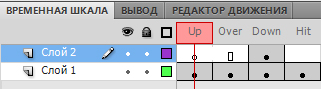 ВРЕМЕННАЯ ШКАЛА ВЫВОД РЕДАКТОР ДВИЖЕНИЯ
Up Over Down Hit
Слой 2
Слой 1